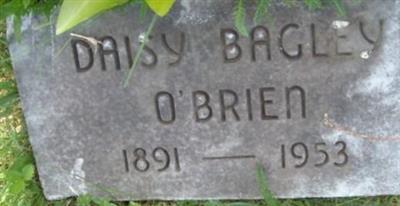 DAISY BAGLEY
O'BRIEN
1891 — 1953